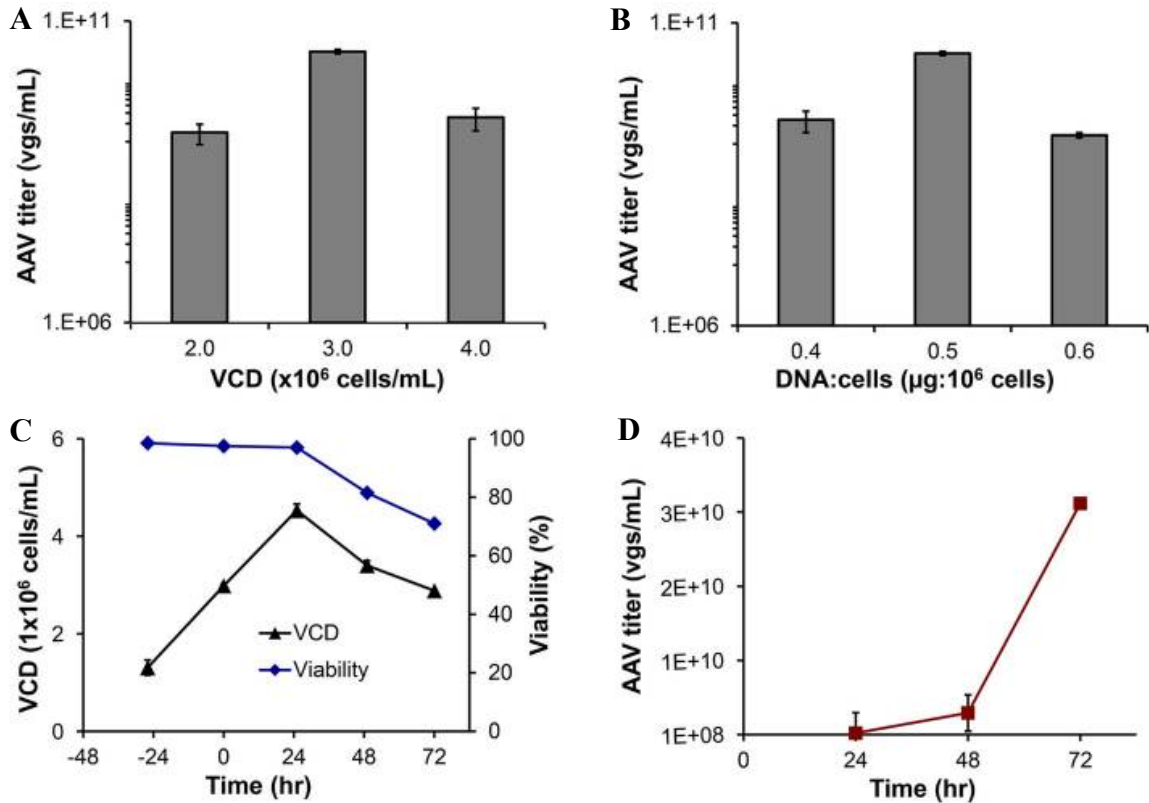 A
1.E+11
AAV titer (vgs/mL)
1.E+06
2.0 3.0 4.0
VCD (x10⁶ cells/mL)
B
1.E+11
AAV titer (vgs/mL)
1.E+06
0.4 0.5 0.6
DNA:cells (µg:10⁶ cells)
C
6
4
2
0
VCD (1x10⁶ cells/mL)
100
80
60
40
20
0
Viability (%)
VCD
Viability
-48 -24 0 24 48 72
Time (hr)
D
4E+10
3E+10
2E+10
1E+10
1E+08
AAV titer (vgs/mL)
0 24 48 72
Time (hr)